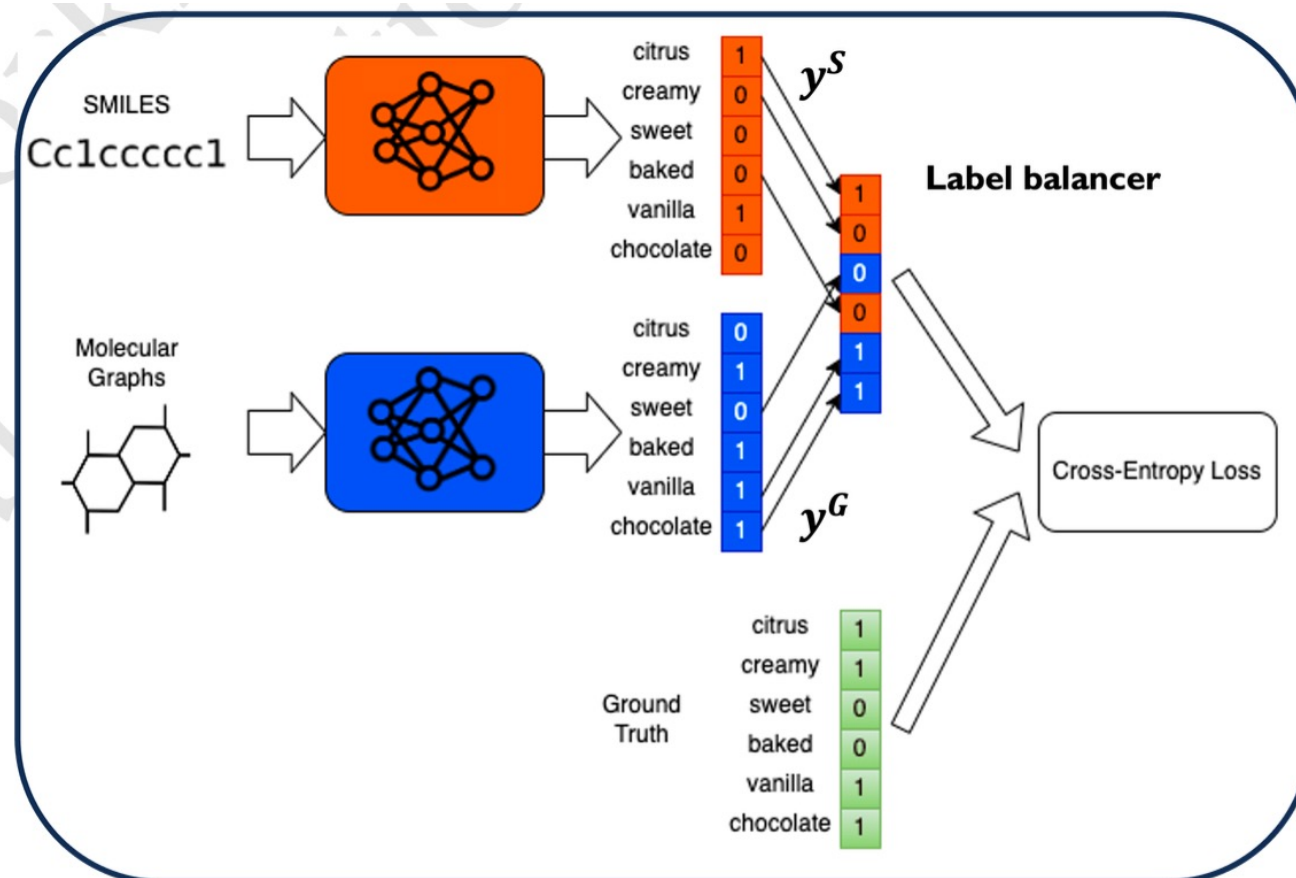 SMILES
Cc1ccccc1
citrus 1
creamy 0
sweet 0
baked 0
vanilla 1
chocolate 0
y^S
Label balancer
1
0
0
0
1
1
Molecular
Graphs
citrus 0
creamy 1
sweet 0
baked 1
vanilla 1
chocolate 1
y^G
Cross-Entropy Loss
Ground
Truth
citrus 1
creamy 1
sweet 0
baked 0
vanilla 1
chocolate 1